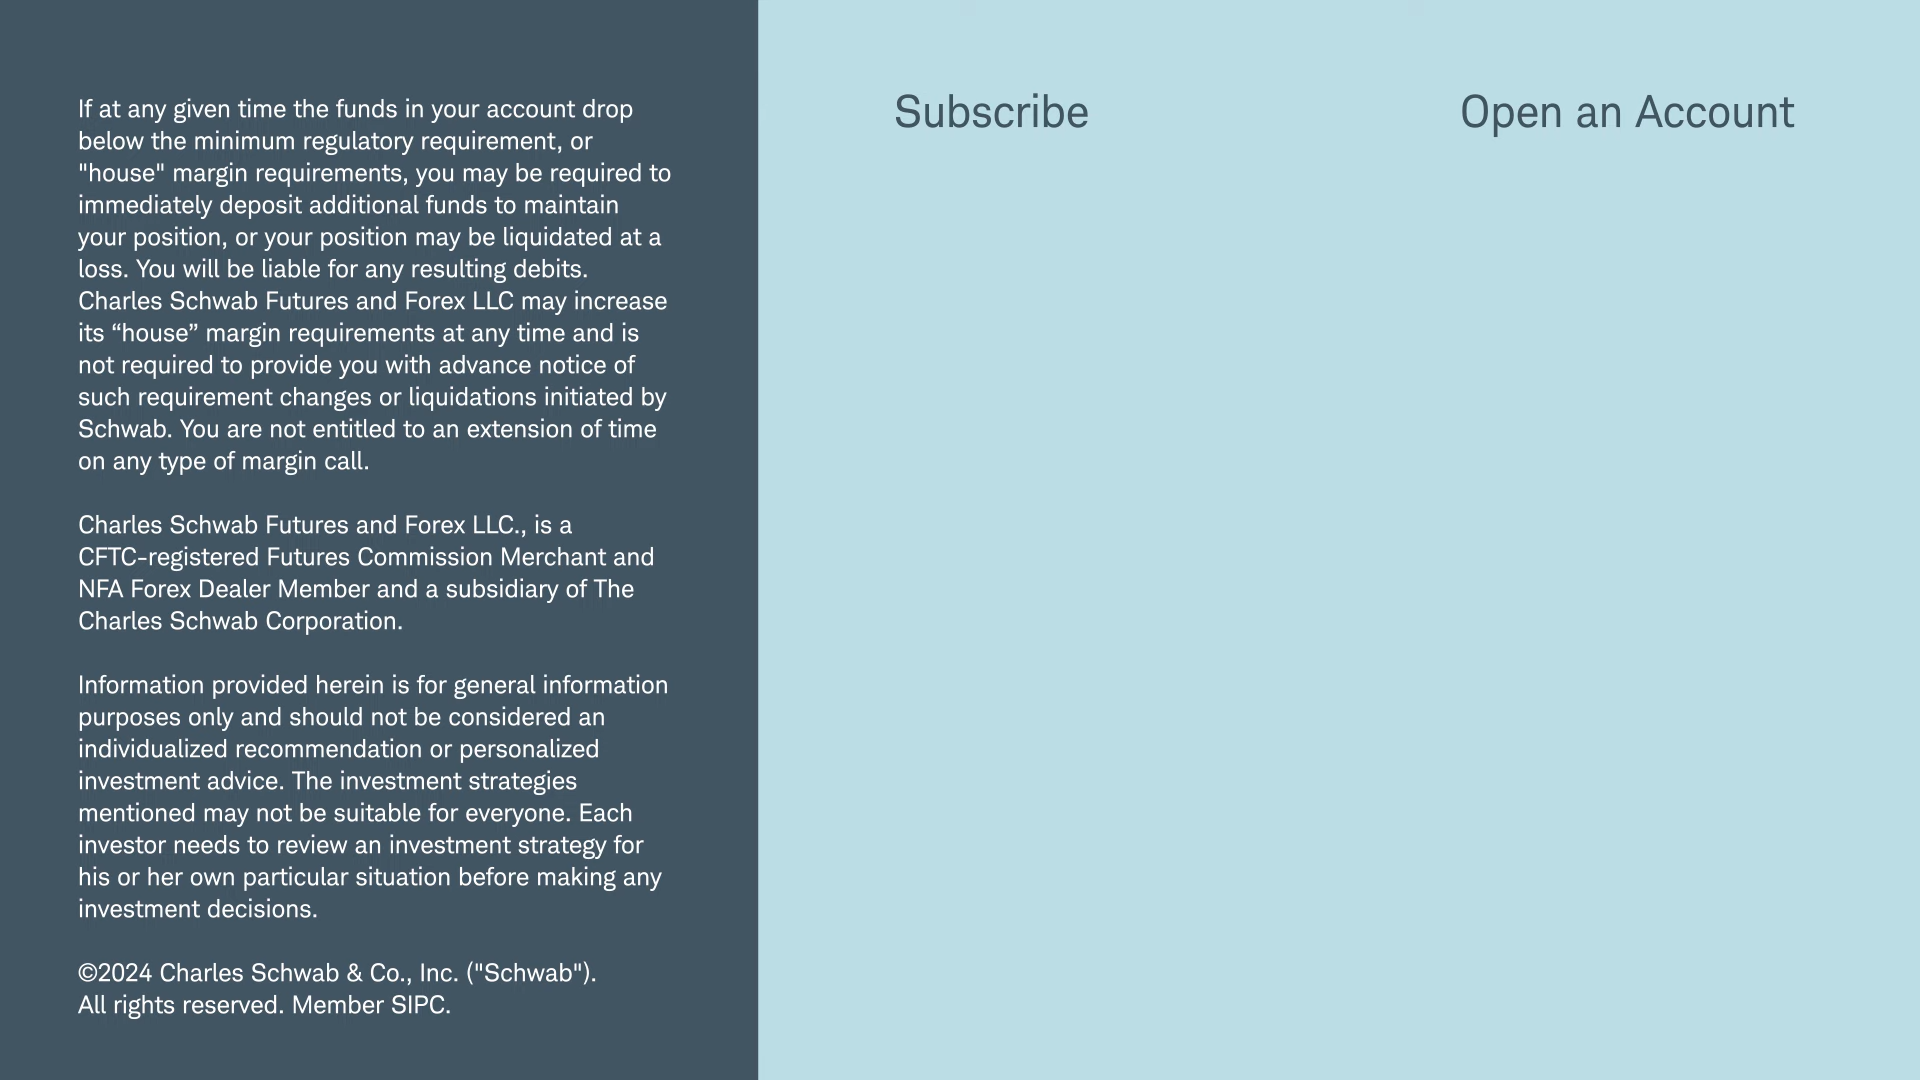 If at any given time the funds in your account drop
below the minimum regulatory requirement, or
"house" margin requirements, you may be required to
immediately deposit additional funds to maintain
your position, or your position may be liquidated at a
loss. You will be liable for any resulting debits.
Charles Schwab Futures and Forex LLC may increase
its “house” margin requirements at any time and is
not required to provide you with advance notice of
such requirement changes or liquidations initiated by
Schwab. You are not entitled to an extension of time
on any type of margin call.
Charles Schwab Futures and Forex LLC., is a
CFTC-registered Futures Commission Merchant and
NFA Forex Dealer Member and a subsidiary of The
Charles Schwab Corporation.
Information provided herein is for general information
purposes only and should not be considered an
individualized recommendation or personalized
investment advice. The investment strategies
mentioned may not be suitable for everyone. Each
investor needs to review an investment strategy for
his or her own particular situation before making any
investment decisions.
©2024 Charles Schwab & Co., Inc. ("Schwab").
All rights reserved. Member SIPC.
Subscribe
Open an Account